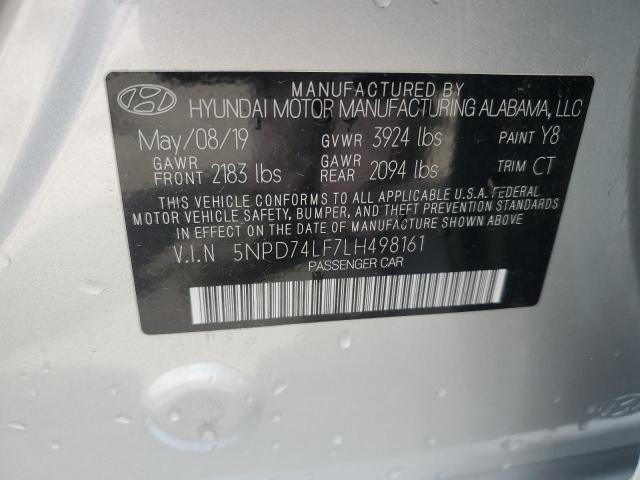 MANUFACTURED BY
HYUNDAI MOTOR MANUFACTURING ALABAMA, LLC
May/08/19 GVWR 3924 lbs PAINT Y8
GAWR FRONT 2183 lbs GAWR REAR 2094 lbs TRIM CT
THIS VEHICLE CONFORMS TO ALL APPLICABLE U.S.A. FEDERAL
MOTOR VEHICLE SAFETY, BUMPER, AND THEFT PREVENTION STANDARDS
IN EFFECT ON THE DATE OF MANUFACTURE SHOWN ABOVE.
V.I.N 5NPD74LF7LH498161
PASSENGER CAR